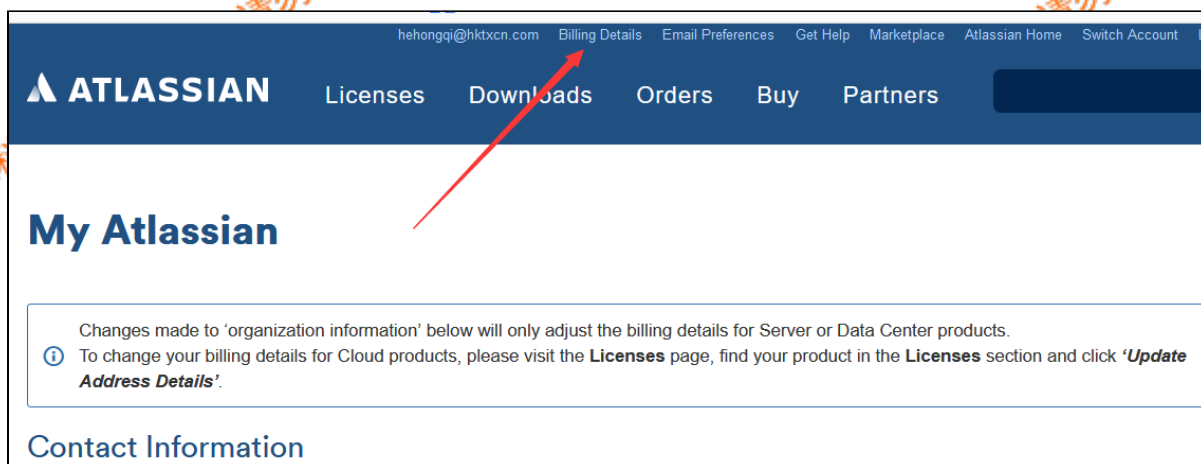 hehongqi@hktxcn.com Billing Details Email Preferences Get Help Marketplace Atlassian Home Switch Account
ATLASSIAN Licenses Downloads Orders Buy Partners
My Atlassian
Changes made to ‘organization information’ below will only adjust the billing details for Server or Data Center products.
To change your billing details for Cloud products, please visit the Licenses page, find your product in the Licenses section and click ‘Update
Address Details’.
Contact Information